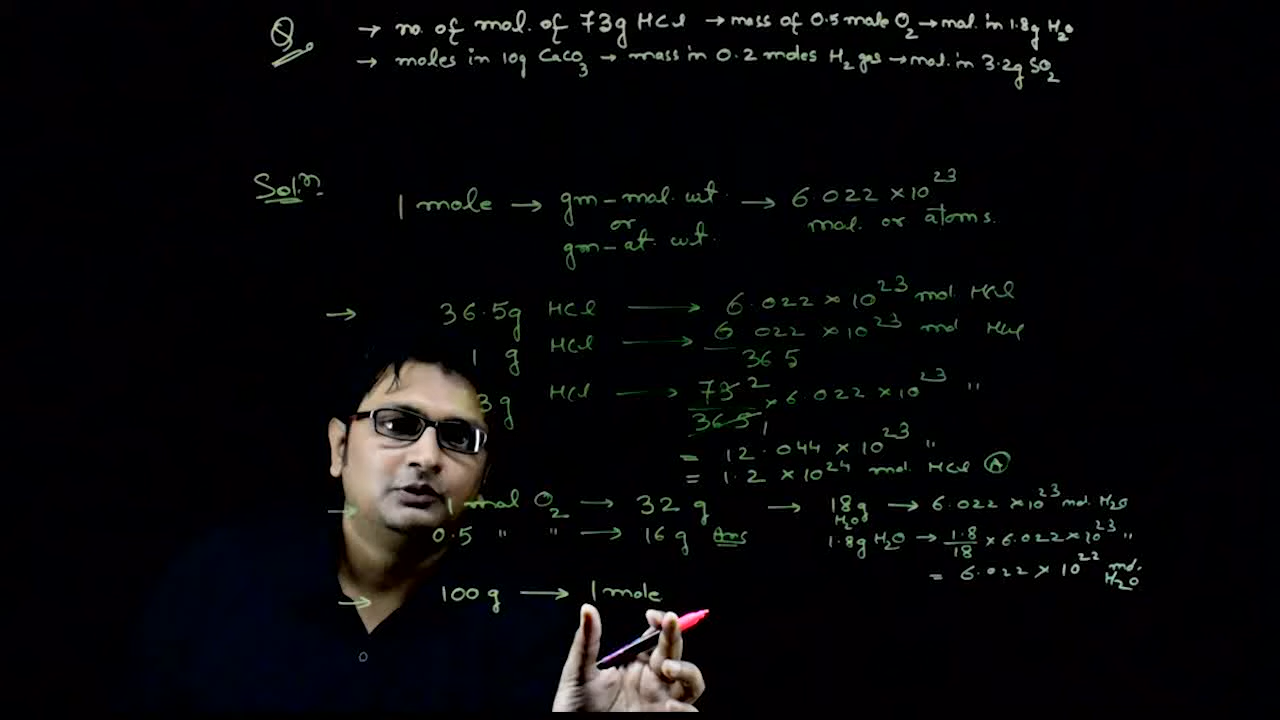 Q → no. of mol. of 73g HCl → mass of 0.5 mole O2 → mol. in 1.8g H2O
→ moles in 10g CaCO3 → mass in 0.2 moles H2 gas → mol. in 3.2g SO2
Sol.n 1 mole → gm-mol. wt. → 6.022 × 10^23
or mol. or atoms.
gm-at. wt.
→ 36.5g HCl → 6.022 × 10^23 mol. HCl
1 g HCl → 6.022 × 10^23 mol HCl
36.5
3g HCl → 73 2 × 6.022 × 10^23 "
36.5 1
= 12.044 × 10^23 "
= 1.2 × 10^24 mol. HCl A
→ 1 mol O2 → 32 g → 18g → 6.022 × 10^23 mol. H2O
H2O
0.5 " " → 16 g Ans 1.8g H2O → 1.8/18 × 6.022 × 10^23 "
= 6.022 × 10^22 mol. H2O
→ 100 g → 1 mole